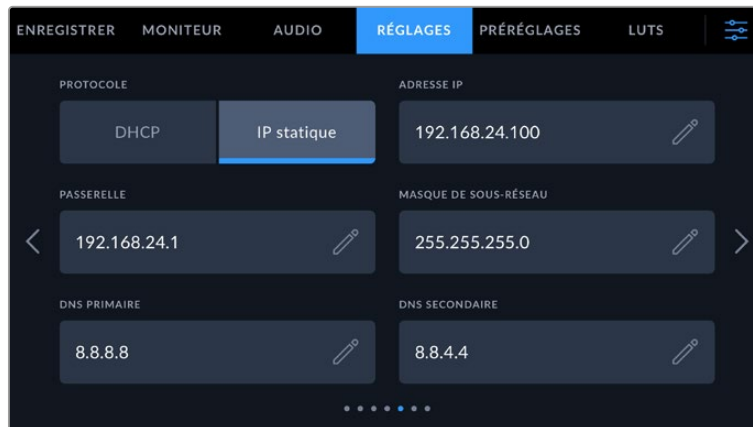 ENREGISTRER MONITEUR AUDIO RÉGLAGES PRÉRÉGLAGES LUTS
PROTOCOLE ADRESSE IP
DHCP IP statique 192.168.24.100
PASSERELLE MASQUE DE SOUS-RÉSEAU
192.168.24.1 255.255.255.0
DNS PRIMAIRE DNS SECONDAIRE
8.8.8.8 8.8.4.4